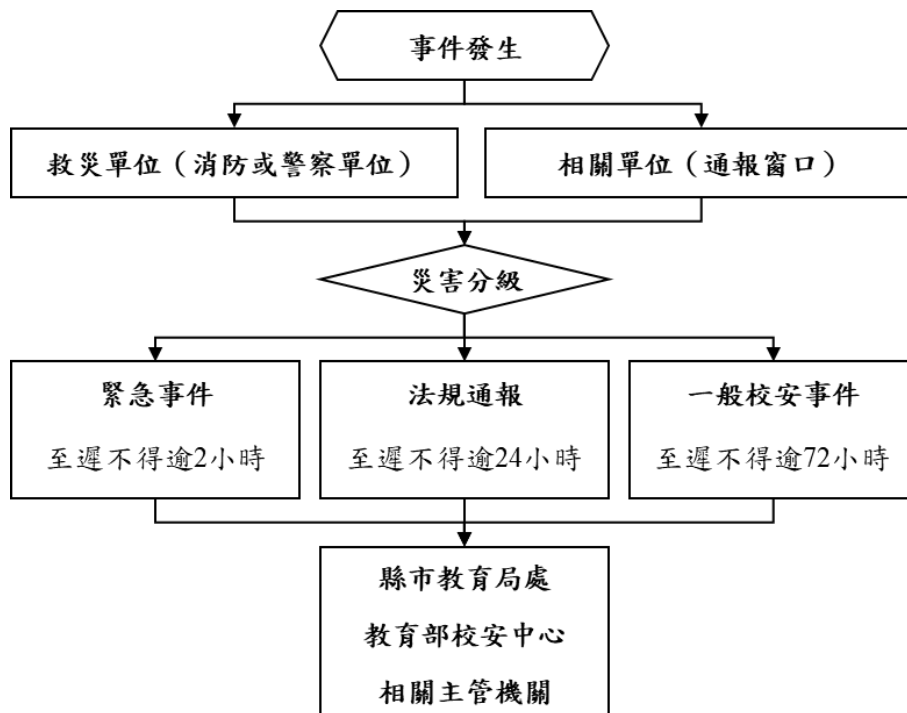 事件發生
救災單位（消防或警察單位）
相關單位（通報窗口）
災害分級
緊急事件
至遲不得逾2小時
法規通報
至遲不得逾24小時
一般校安事件
至遲不得逾72小時
縣市教育局處
教育部校安中心
相關主管機關